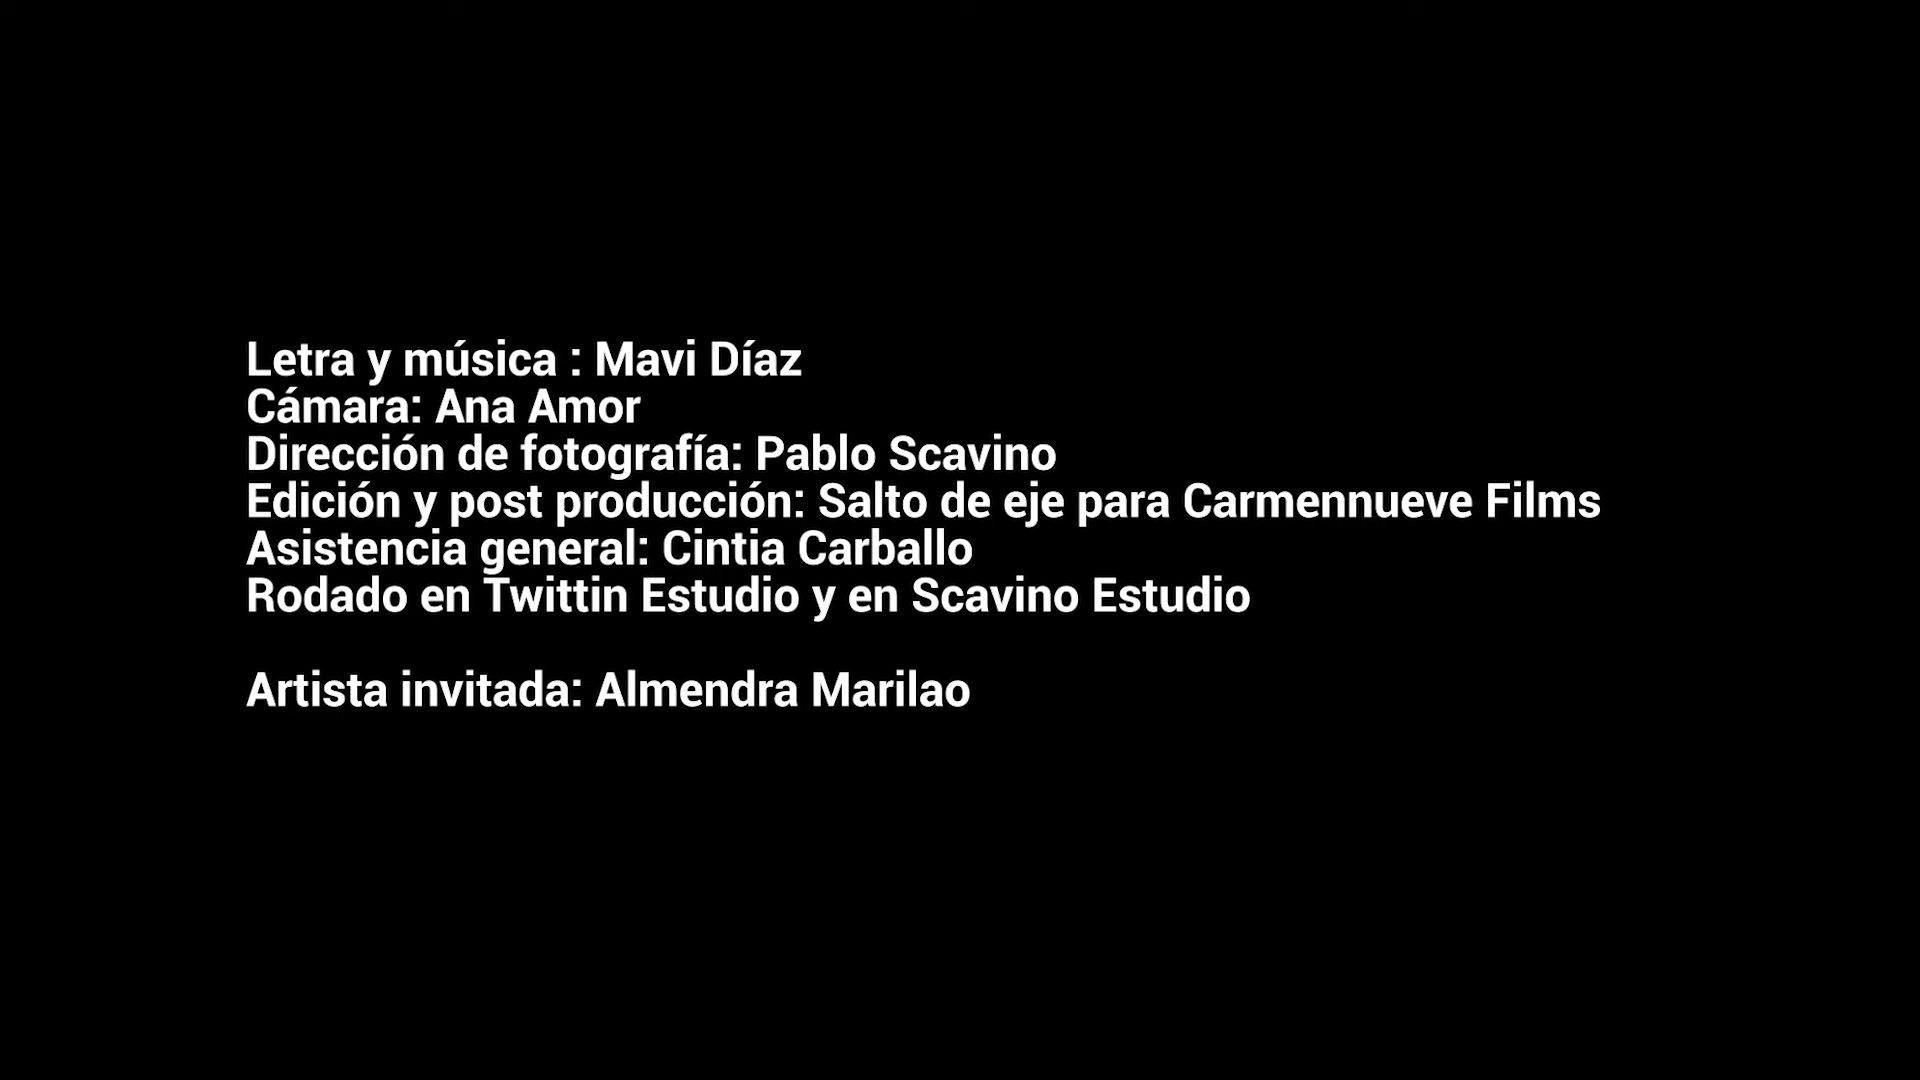 Letra y música : Mavi Díaz
Cámara: Ana Amor
Dirección de fotografía: Pablo Scavino
Edición y post producción: Salto de eje para Carmennueve Films
Asistencia general: Cintia Carballo
Rodado en Twittin Estudio y en Scavino Estudio
Artista invitada: Almendra Marilao